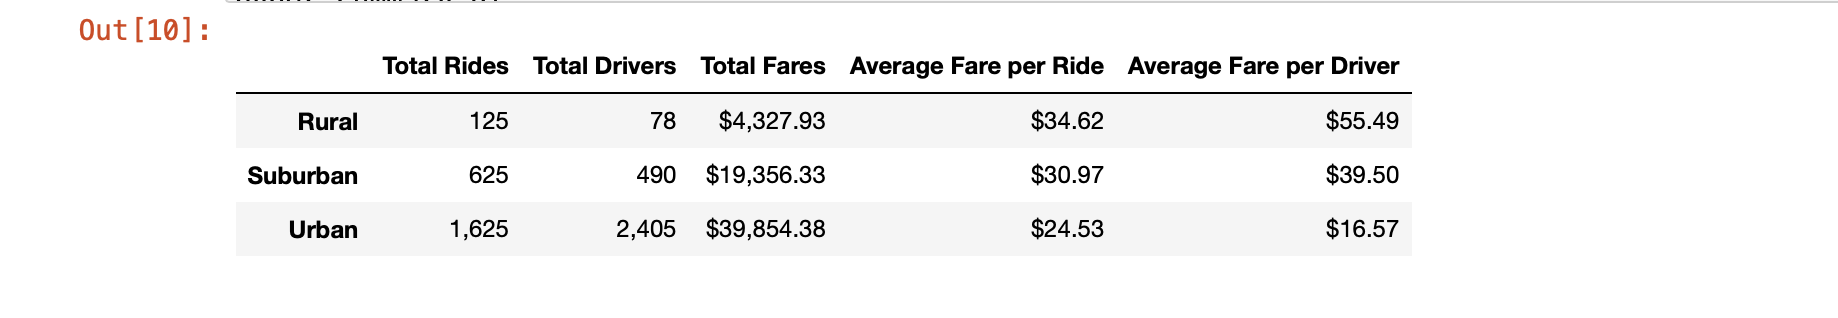 Out[10]:
Total Rides Total Drivers Total Fares Average Fare per Ride Average Fare per Driver
Rural 125 78 $4,327.93 $34.62 $55.49
Suburban 625 490 $19,356.33 $30.97 $39.50
Urban 1,625 2,405 $39,854.38 $24.53 $16.57